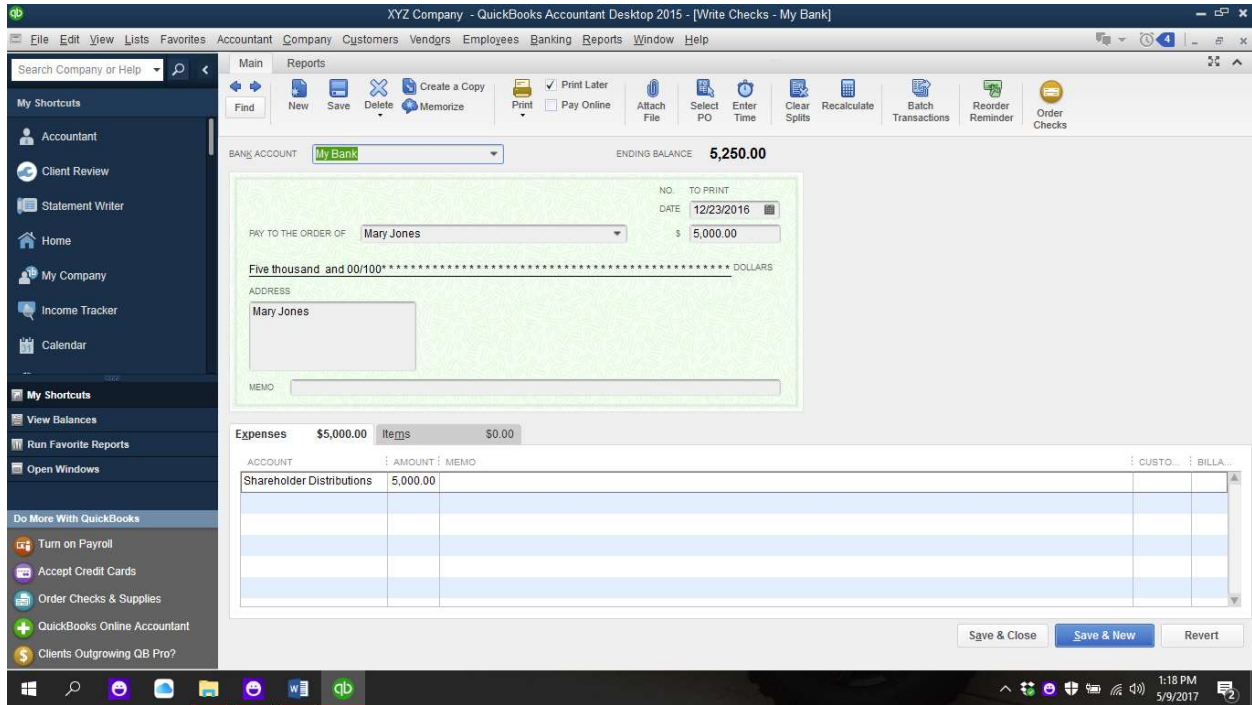 qb XYZ Company - QuickBooks Accountant Desktop 2015 - [Write Checks - My Bank]
File Edit View Lists Favorites Accountant Company Customers Vendors Employees Banking Reports Window Help 4
Search Company or Help
Main Reports
My Shortcuts
Accountant
Client Review
Statement Writer
Home
My Company
Income Tracker
Calendar
My Shortcuts
View Balances
Run Favorite Reports
Open Windows
Do More With QuickBooks
Turn on Payroll
Accept Credit Cards
Order Checks & Supplies
QuickBooks Online Accountant
Clients Outgrowing QB Pro?
Find New Save Delete Create a Copy Memorize Print Print Later Pay Online Attach File Select PO Enter Time Clear Splits Recalculate Batch Transactions Reorder Reminder Order Checks
BANK ACCOUNT My Bank ENDING BALANCE 5,250.00
NO. TO PRINT
DATE 12/23/2016
PAY TO THE ORDER OF Mary Jones $ 5,000.00
Five thousand and 00/100* * * * * * * * * * * * * * * * * * * * * * * * * * * * * * * * * * * * * * * * * * * * * * * * * DOLLARS
ADDRESS
Mary Jones
MEMO
Expenses $5,000.00 Items $0.00
ACCOUNT AMOUNT MEMO CUSTO... BILLA...
Shareholder Distributions 5,000.00
Save & Close Save & New Revert
qb 1:18 PM
5/9/2017 2